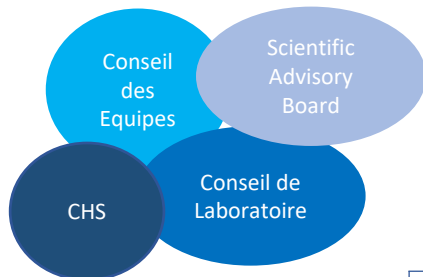 Conseil
des
Equipes
Scientific
Advisory
Board
CHS
Conseil de
Laboratoire